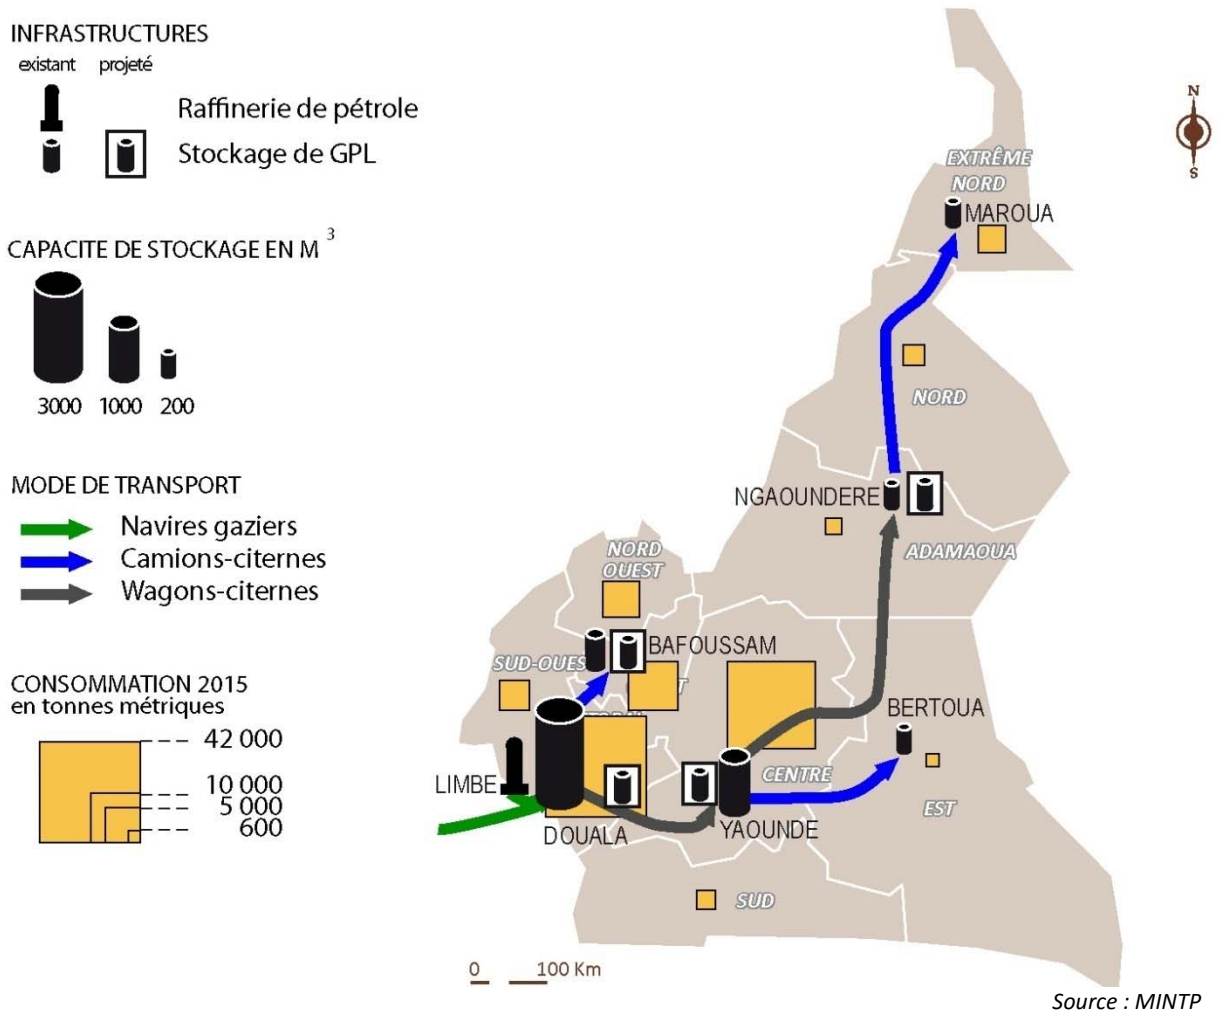 INFRASTRUCTURES
existant projeté
Raffinerie de pétrole
Stockage de GPL
CAPACITE DE STOCKAGE EN M 3
3000 1000 200
MODE DE TRANSPORT
Navires gaziers
Camions-citernes
Wagons-citernes
CONSOMMATION 2015
en tonnes métriques
42 000
10 000
5 000
600
N
S
EXTRÊME
NORD
MAROUA
NORD
NGAOUNDERE
ADAMAOUA
NORD
OUEST
BAFOUSSAM
SUD-OUES
BERTOUA
LIMBE
CENTRE
EST
DOUALA
YAOUNDE
SUD
0 100 Km
Source : MINTP